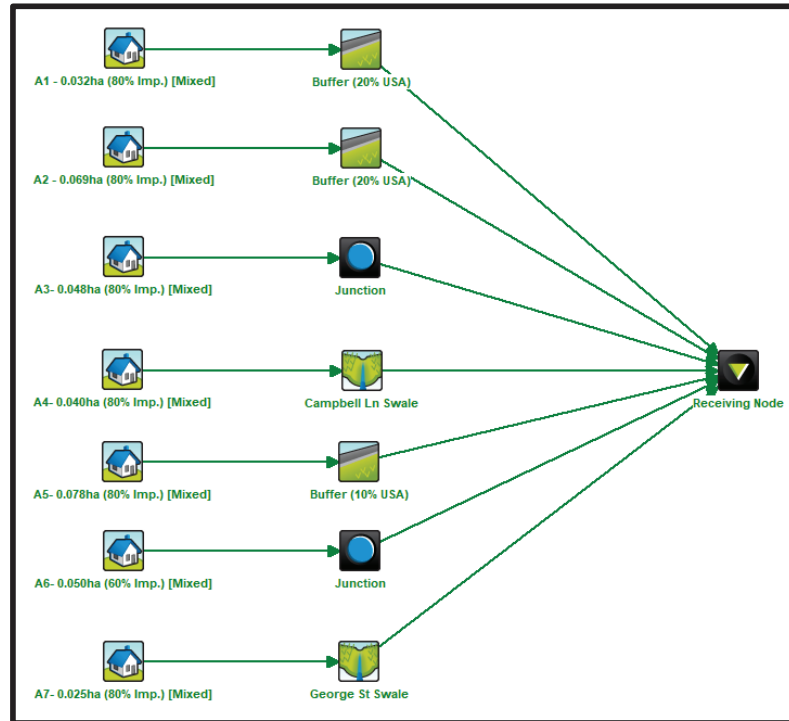 A1 - 0.032ha (80% Imp.) [Mixed]
Buffer (20% USA)
A2 - 0.069ha (80% Imp.) [Mixed]
Buffer (20% USA)
A3- 0.048ha (80% Imp.) [Mixed]
Junction
A4- 0.040ha (80% Imp.) [Mixed]
Campbell Ln Swale
Receiving Node
A5- 0.078ha (80% Imp.) [Mixed]
Buffer (10% USA)
A6- 0.050ha (60% Imp.) [Mixed]
Junction
A7- 0.025ha (80% Imp.) [Mixed]
George St Swale